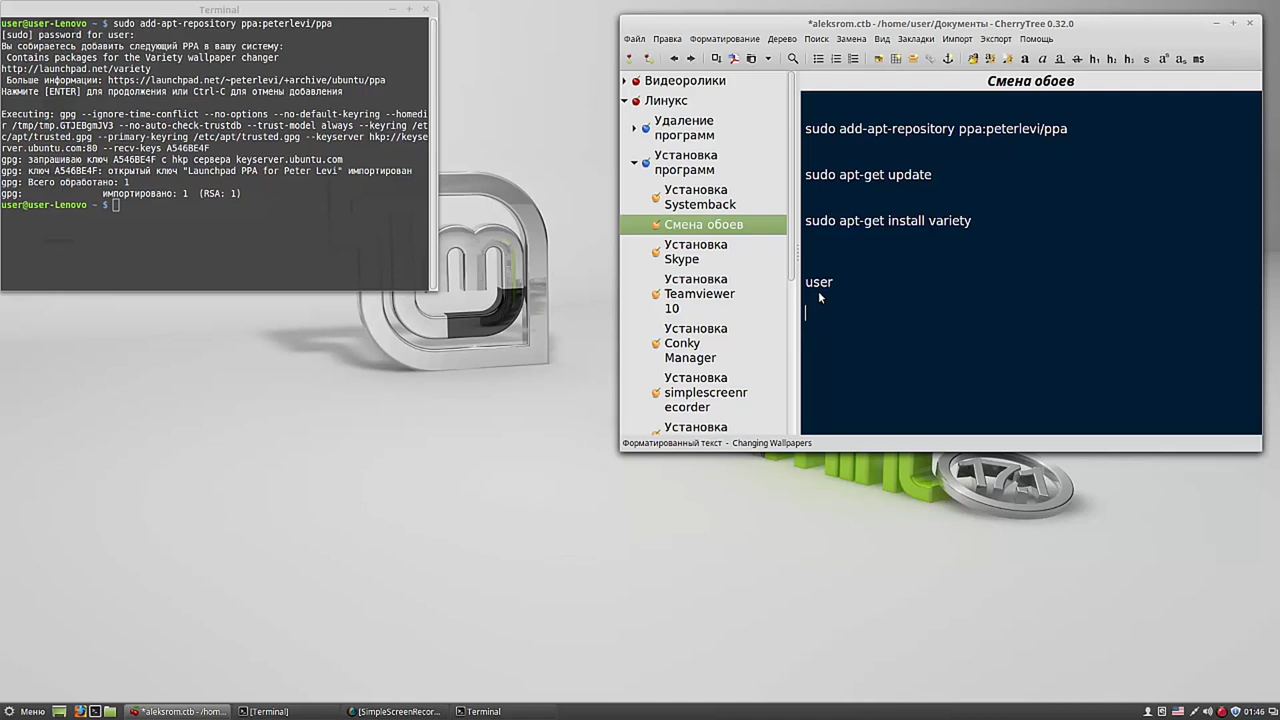 Terminal
user@user-Lenovo ~ $ sudo add-apt-repository ppa:peterlevi/ppa
[sudo] password for user:
Вы собираетесь добавить следующий PPA в вашу систему:
Contains packages for the Variety wallpaper changer
http://launchpad.net/variety
Больше информации: https://launchpad.net/~peterlevi/+archive/ubuntu/ppa
Нажмите [ENTER] для продолжения или Ctrl-C для отмены добавления
Executing: gpg --ignore-time-conflict --no-options --no-default-keyring --homedi
r /tmp/tmp.GTJEBgmJV3 --no-auto-check-trustdb --trust-model always --keyring /et
c/apt/trusted.gpg --primary-keyring /etc/apt/trusted.gpg --keyserver hkp://keyse
rver.ubuntu.com:80 --recv-keys A546BE4F
gpg: запрашиваю ключ A546BE4F с hkp сервера keyserver.ubuntu.com
gpg: ключ A546BE4F: открытый ключ "Launchpad PPA for Peter Levi" импортирован
gpg: Всего обработано: 1
gpg: импортировано: 1 (RSA: 1)
user@user-Lenovo ~ $
*aleksrom.ctb - /home/user/Документы - CherryTree 0.32.0
Файл Правка Форматирование Дерево Поиск Замена Вид Закладки Импорт Экспорт Помощь
a a a a h₁ h₂ h₃ s aˢ aₛ ms
Видеоролики
Линукс
Удаление
программ
Установка
программ
Установка
Systemback
Смена обоев
Установка
Skype
Установка
Teamviewer
10
Установка
Conky
Manager
Установка
simplescreenr
ecorder
Установка
Смена обоев
sudo add-apt-repository ppa:peterlevi/ppa
sudo apt-get update
sudo apt-get install variety
user
Форматированный текст - Changing Wallpapers
17.1
Меню *aleksrom.ctb - /hom... [Terminal] [SimpleScreenRecor... Terminal 01:46